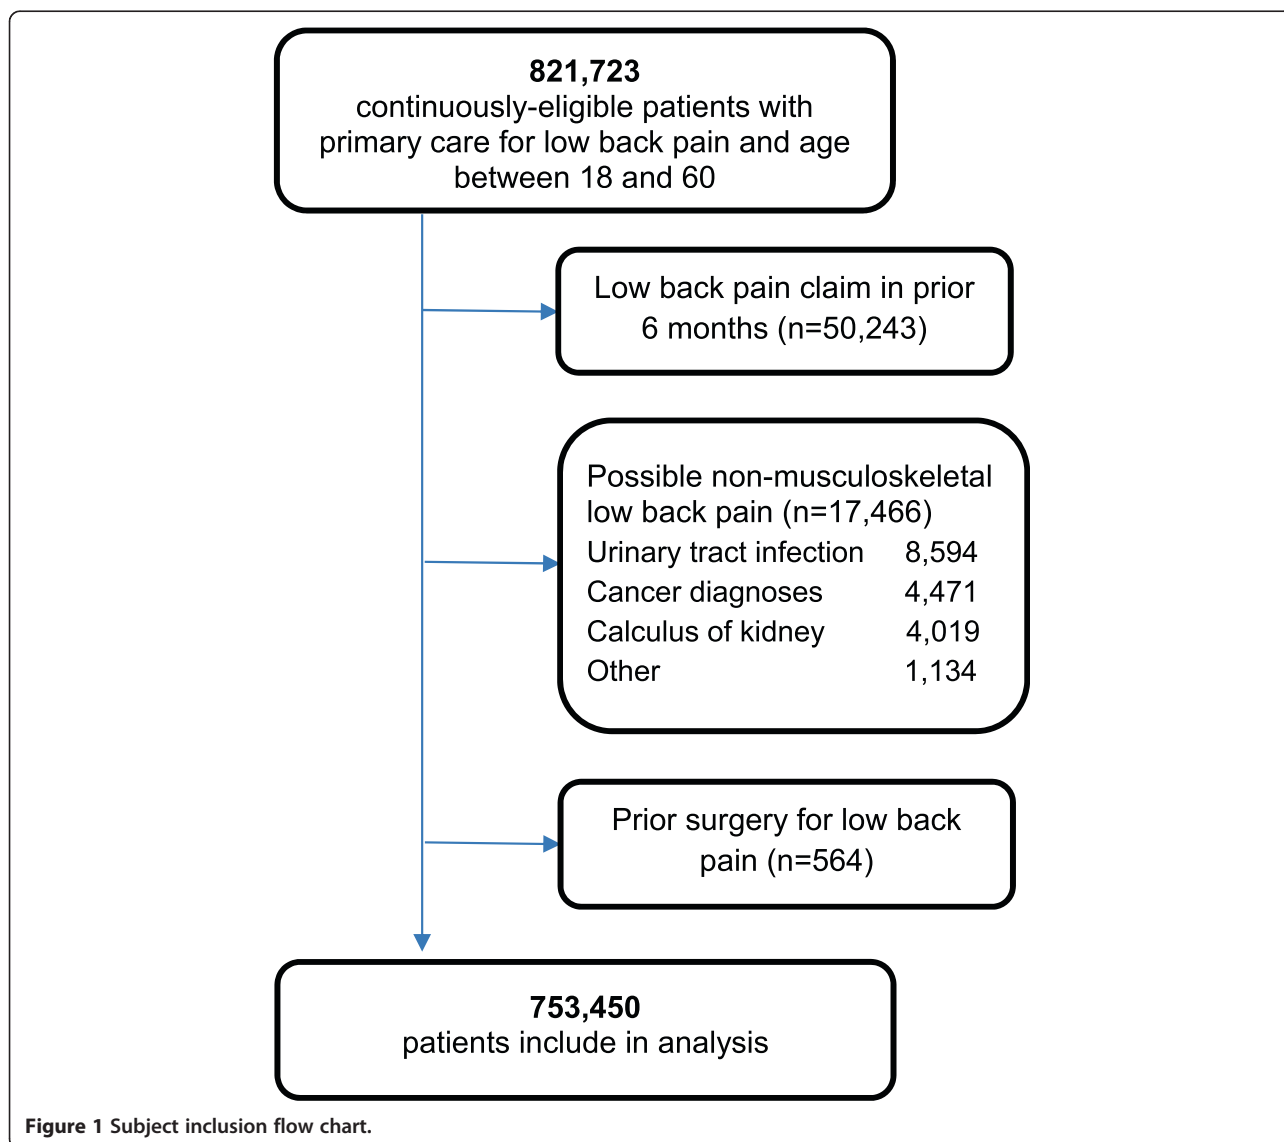 821,723
continuously-eligible patients with
primary care for low back pain and age
between 18 and 60
Low back pain claim in prior
6 months (n=50,243)
Possible non-musculoskeletal
low back pain (n=17,466)
Urinary tract infection 8,594
Cancer diagnoses 4,471
Calculus of kidney 4,019
Other 1,134
Prior surgery for low back
pain (n=564)
753,450
patients include in analysis
Figure 1 Subject inclusion flow chart.